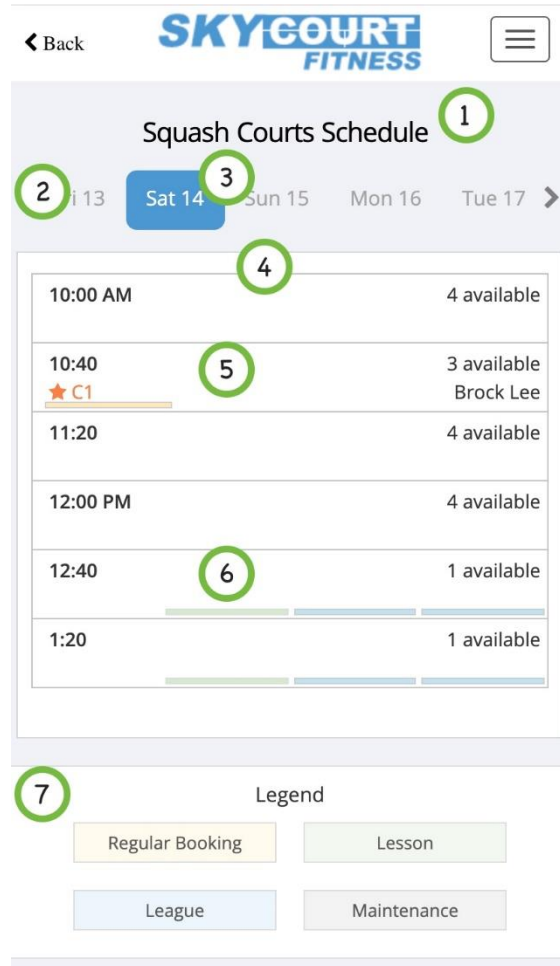 Back
SKYCOURT
FITNESS
1
Squash Courts Schedule
2
3
i 13
Sat 14
Sun 15
Mon 16
Tue 17
4
10:00 AM
4 available
10:40
5
3 available
C1
Brock Lee
11:20
4 available
12:00 PM
4 available
12:40
6
1 available
1:20
1 available
7
Legend
Regular Booking
Lesson
League
Maintenance